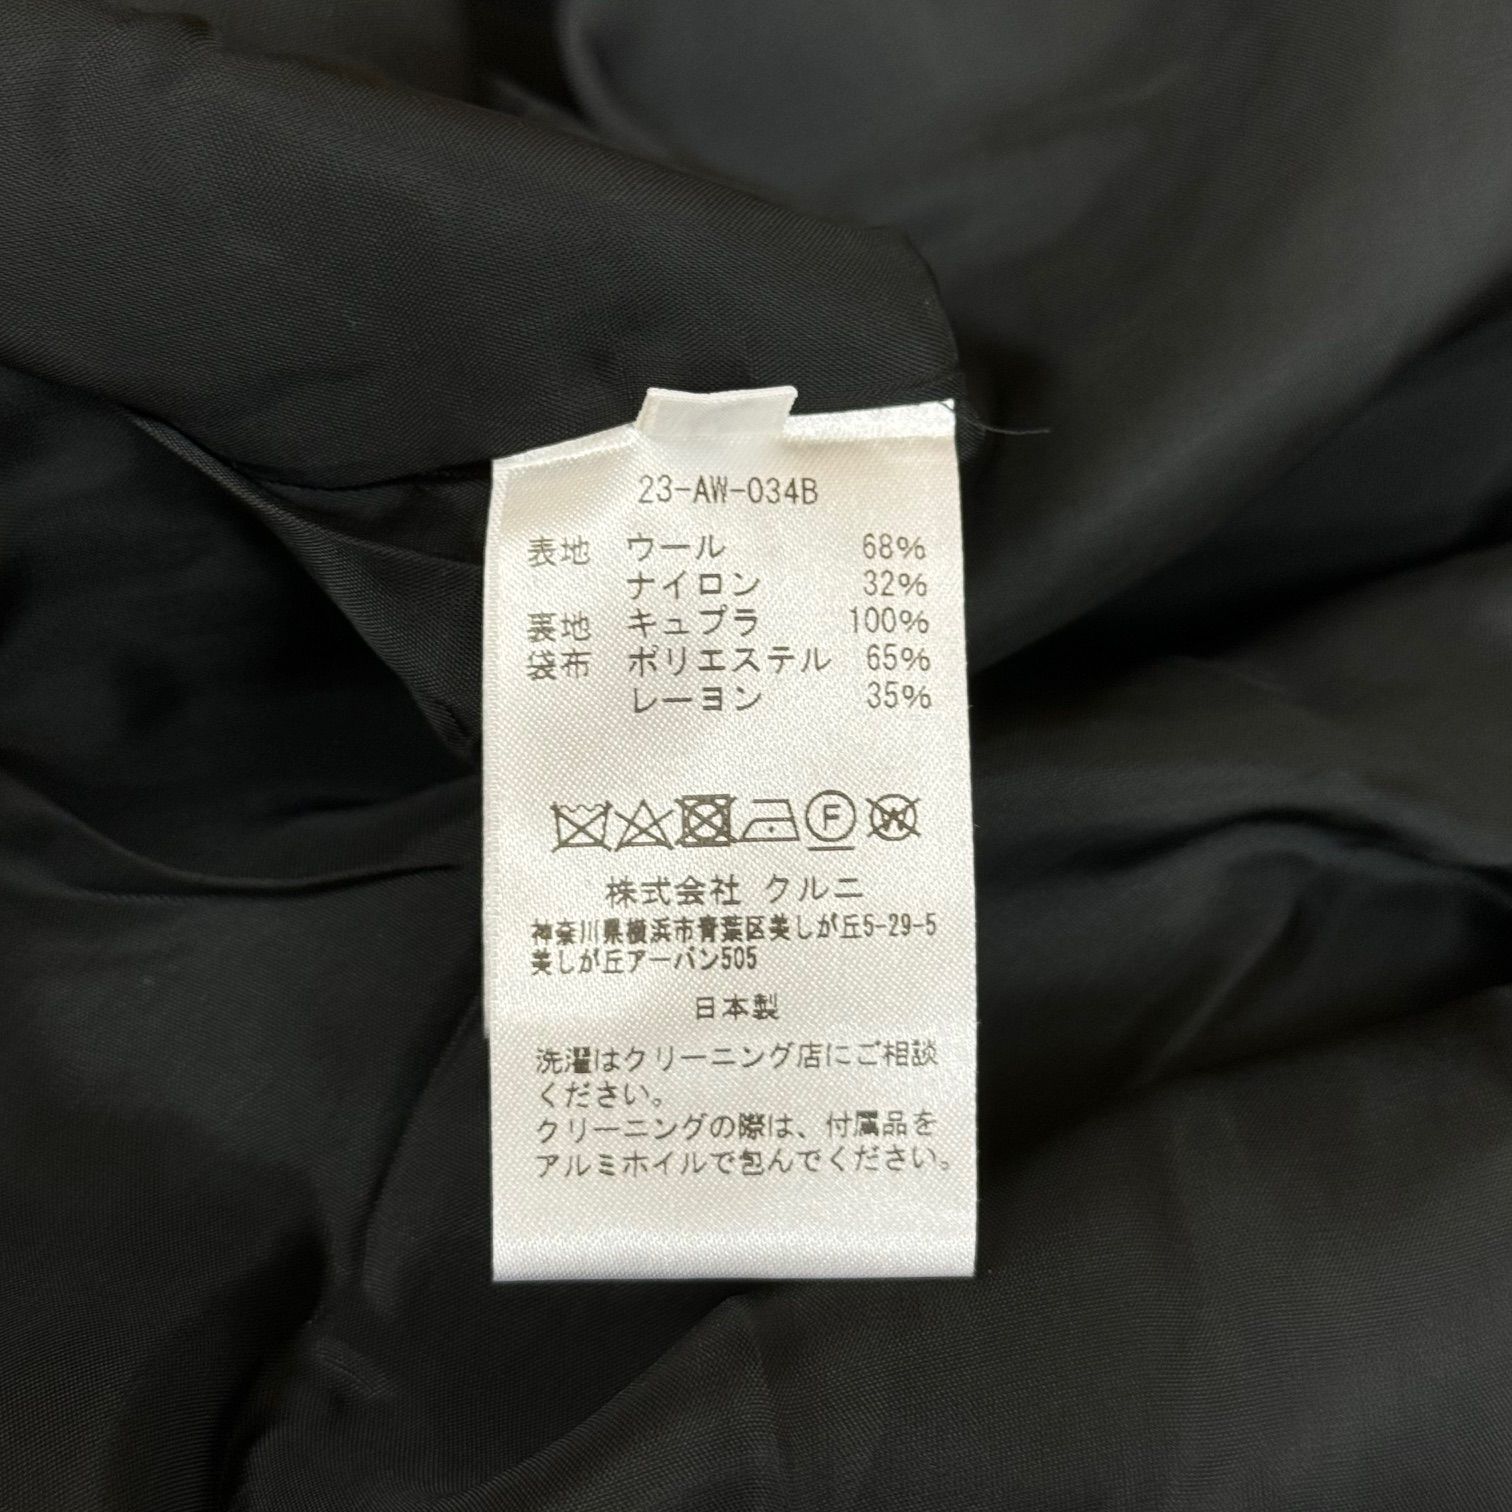 23-AW-034B
表地 ウール 68%
ナイロン 32%
裏地 キュプラ 100%
袋布 ポリエステル 65%
レーヨン 35%
F W
株式会社 クルニ
神奈川県横浜市青葉区美しが丘5-29-5
美しが丘アーバン505
日本製
洗濯はクリーニング店にご相談
ください。
クリーニングの際は、付属品を
アルミホイルで包んでください。